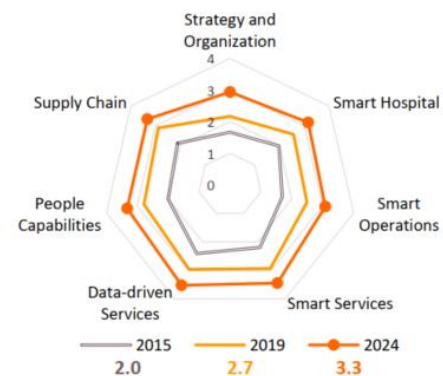 Strategy and
Organization
4
3
2
1
0
Smart Hospital
Supply Chain
People
Capabilities
Smart
Operations
Data-driven
Services
Smart Services
2015 2019 2024
2.0 2.7 3.3